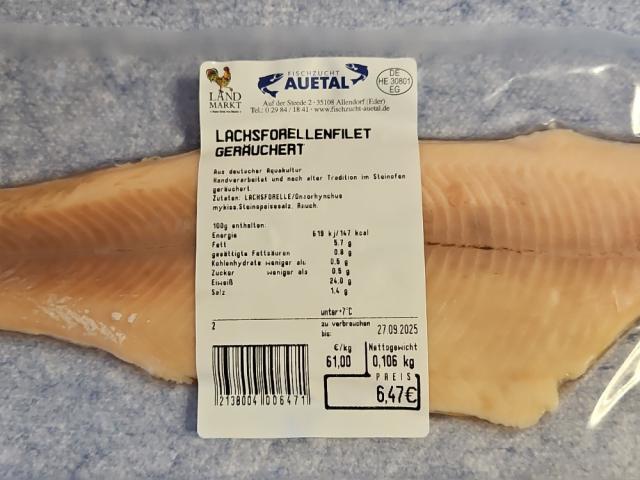 LAND
MARKT
FISCHZUCHT
AUETAL
DE
HE 30801
EG
Auf der Steede 2 · 35108 Allendorf (Eder)
Tel.: 0 29 84 / 18 41 · www.fischzucht-auetal.de
LACHSFORELLENFILET
GERÄUCHERT
Aus deutscher Aquakultur
Handverarbeitet und nach alter Tradition im Steinofen
geräuchert.
Zutaten: LACHSFORELLE/Oncorhynchus
mykiss,Steinspeisesalz, Rauch.
100g enthalten:
Energie 619 kj/147 kcal
Fett 5,7 g
gesättigte Fettsäuren 0,8 g
Kohlenhydrate weniger als 0,5 g
Zucker weniger als 0,5 g
Eiweiß 24,0 g
Salz 1,4 g
unter+7°C
2 zu verbrauchen
bis: 27.09.2025
€/kg Nettogewicht
61,00 0,106 kg
PREIS
6,47€
2138004 006471